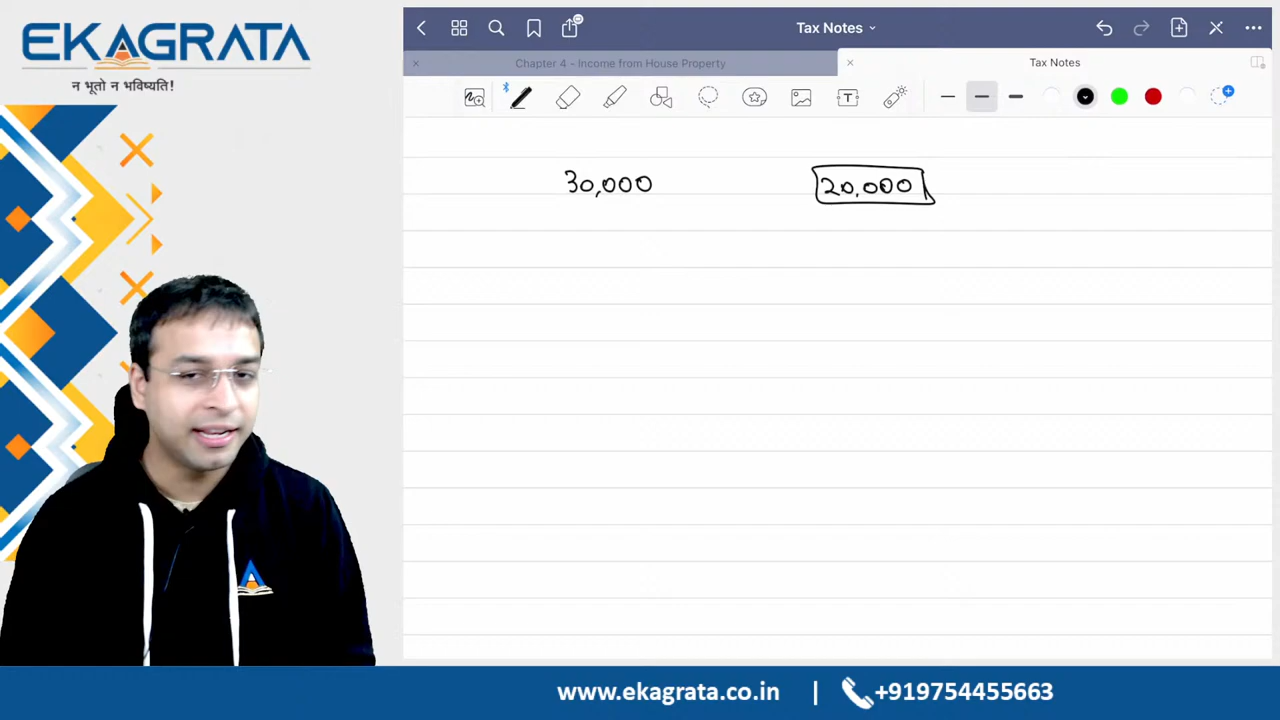 EKAGRATA
न भूतो न भविष्यति!
Tax Notes
Chapter 4 – Income from House Property
Tax Notes
T
30,000
20,000
www.ekagrata.co.in | +919754455663